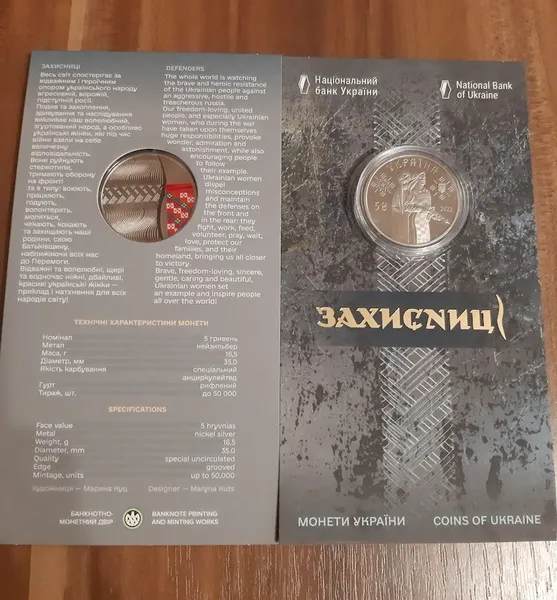 ЗАХИСНИЦІ
Весь світ спостерігає за
відважним і героїчним
опором українського народу
агресивній, ворожій,
підступній росії.
Подив та захоплення,
здивування та наслідування
викликає наш волелюбний,
згуртований народ, а особливо
українські жінки, які під час
війни взяли на себе
величезну
відповідальність.
Вони руйнують
стереотипи,
тримають оборону
на фронті
та в тилу: воюють,
працюють,
годують,
волонтерять,
моляться,
чекають, кохають
та захищають наші
родини, свою
Батьківщину,
наближаючи всіх нас
до Перемоги.
Відважні та волелюбні, щирі
та водночас ніжні, дбайливі,
красиві українські жінки —
приклад і натхнення для всіх
народів світу!
DEFENDERS
The whole world is watching
the brave and heroic resistance
of the Ukrainian people against
an aggressive, hostile and
treacherous russia.
Our freedom-loving, united
people, and especially Ukrainian
women, who during the war
have taken upon themselves
huge responsibilities, provoke
wonder, admiration and
astonishment, while also
encouraging people
to follow
their example.
Ukrainian women
dispel
misconceptions
and maintain
the defenses on
the front and
in the rear: they
fight, work, feed,
volunteer, pray, wait,
love, protect our
families, and their
homeland, bringing us all closer
to victory.
Brave, freedom-loving, sincere,
gentle, caring and beautiful,
Ukrainian women set
an example and inspire people
all over the world!
ТЕХНІЧНІ ХАРАКТЕРИСТИКИ МОНЕТИ
Номінал 5 гривень
Метал нейзильбер
Маса, г 16,5
Діаметр, мм 35,0
Якість карбування спеціальний
анциркулейтед
Гурт рифлений
Тираж, шт. до 50 000
SPECIFICATIONS
Face value 5 hryvnias
Metal nickel silver
Weight, g 16,5
Diameter, mm 35,0
Quality special uncirculated
Edge grooved
Mintage, units up to 50,000
Художниця — Марина Куц Designer — Maryna Kuts
БАНКНОТНО-
МОНЕТНИЙ ДВІР
BANKNOTE PRINTING
AND MINTING WORKS
Національний
банк України
National Bank
of Ukraine
УКРАЇНА
5₴
2023
ЗАХИСНИЦІ
МОНЕТИ УКРАЇНИ COINS OF UKRAINE